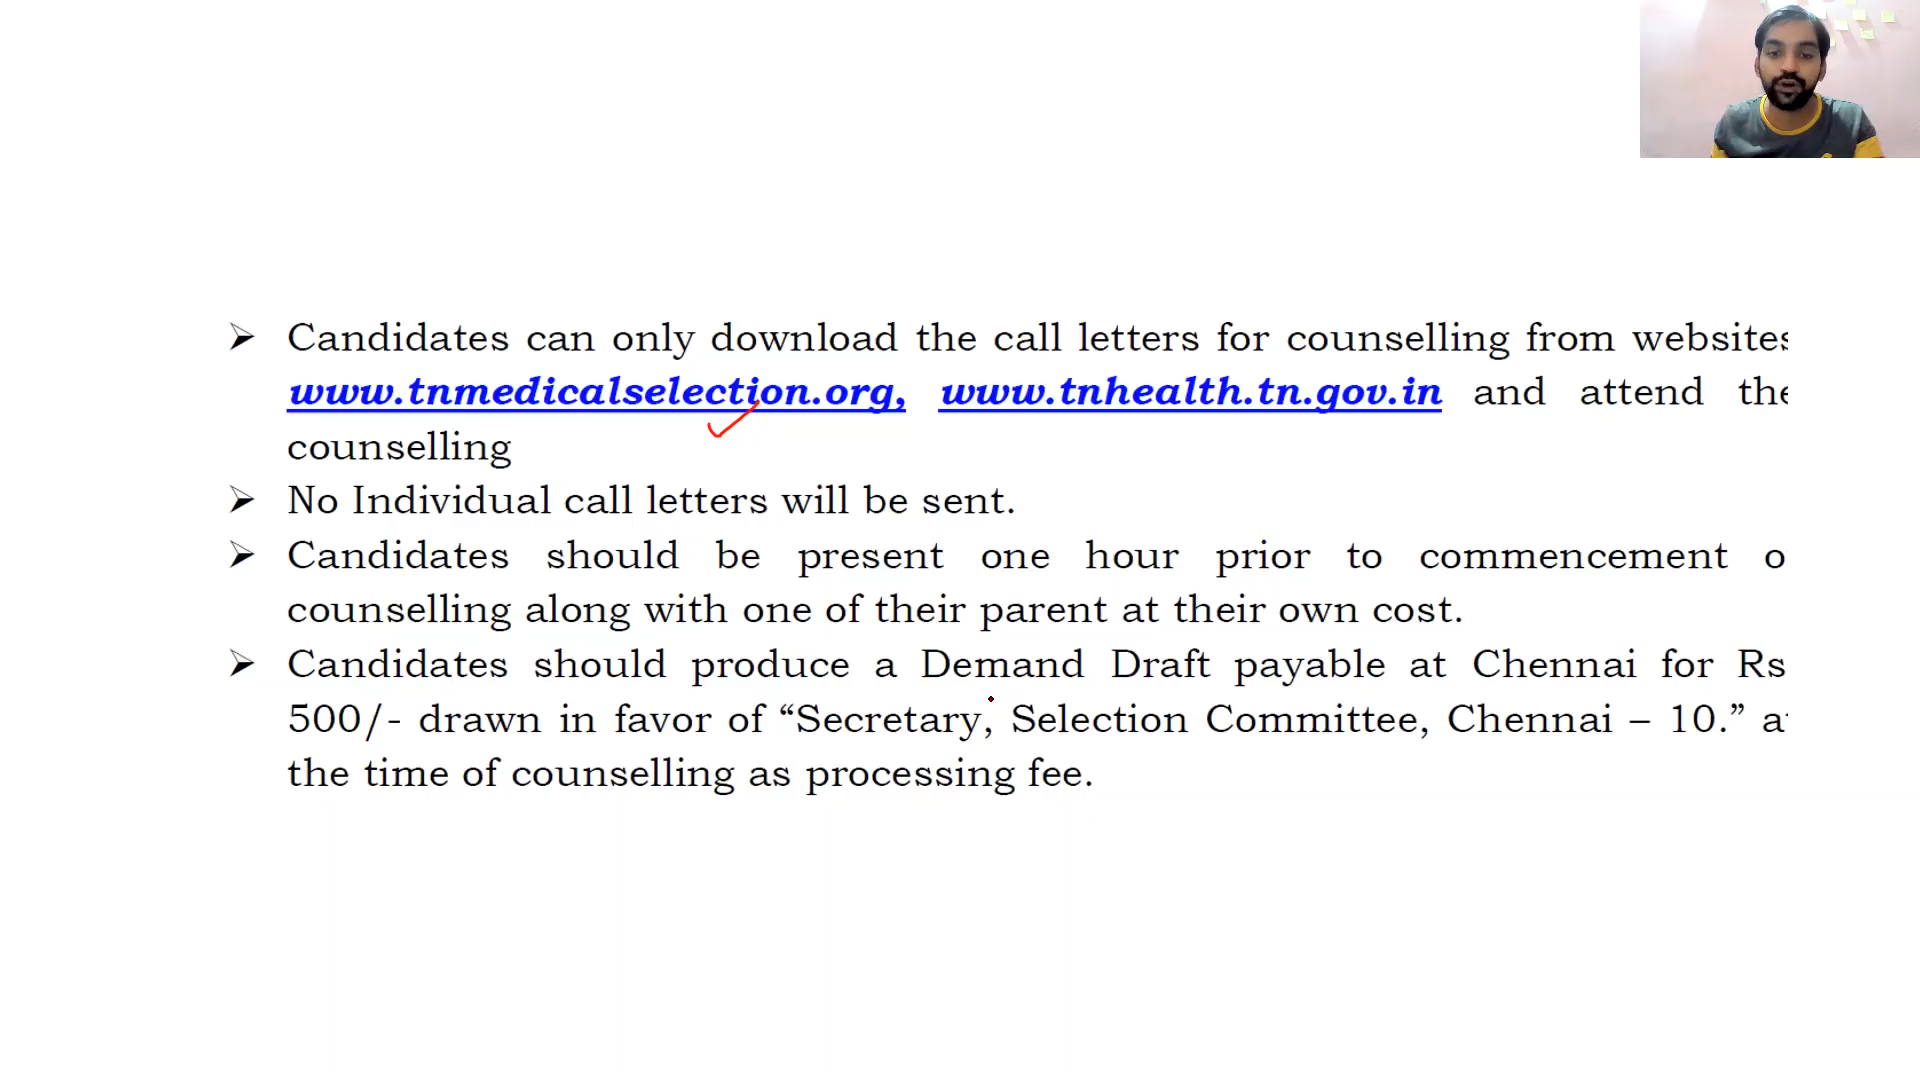 Candidates can only download the call letters for counselling from websites
www.tnmedicalselection.org, www.tnhealth.tn.gov.in and attend the
counselling
No Individual call letters will be sent.
Candidates should be present one hour prior to commencement o
counselling along with one of their parent at their own cost.
Candidates should produce a Demand Draft payable at Chennai for Rs
500/- drawn in favor of “Secretary, Selection Committee, Chennai – 10.” at
the time of counselling as processing fee.